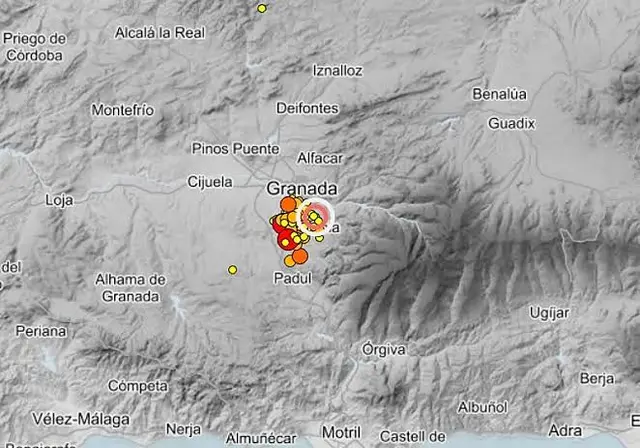 Alcalá la Real
Priego de
Córdoba
Iznalloz
Benalúa
Montefrío
Deifontes
Guadix
Pinos Puente
Alfacar
Cijuela
Granada
Loja
del
Padul
Alhama de
Granada
Ugíjar
Periana
Órgiva
Cómpeta
Berja
Albuñol
Vélez-Málaga
Nerja
Almuñécar
Motril
Castell de
Adra